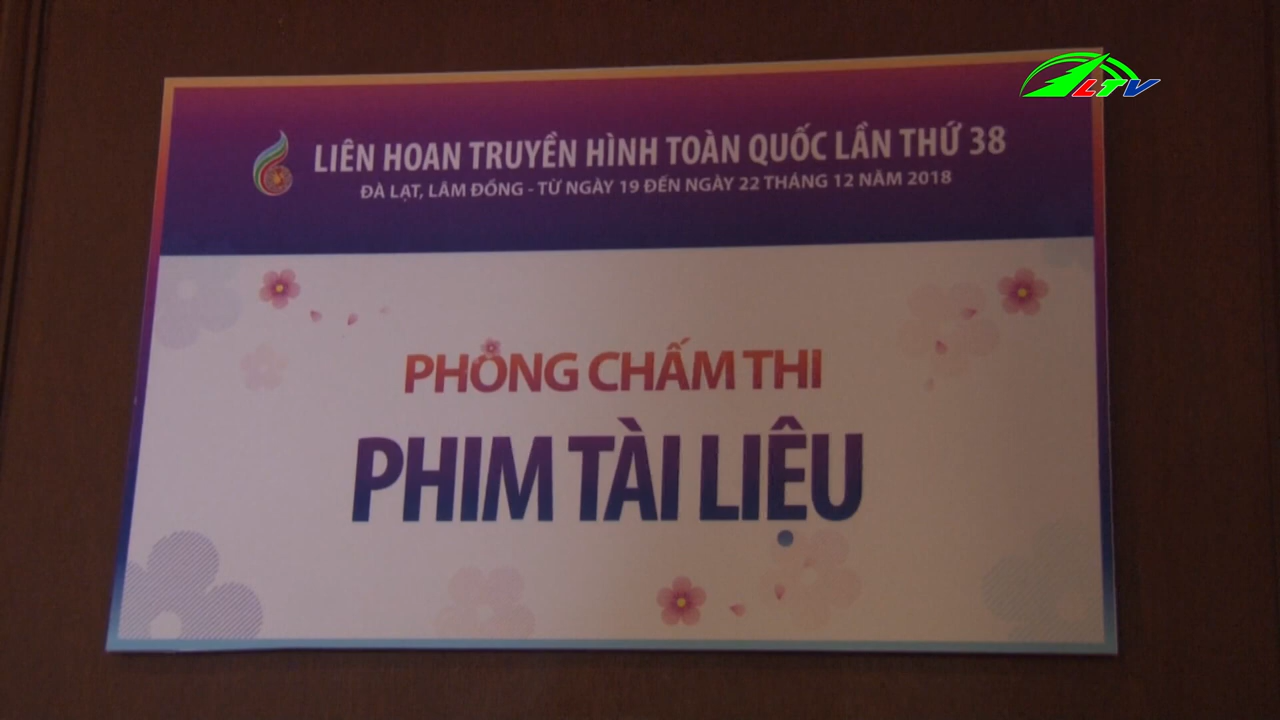 LTV
LIÊN HOAN TRUYỀN HÌNH TOÀN QUỐC LẦN THỨ 38
ĐÀ LẠT, LÂM ĐỒNG - TỪ NGÀY 19 ĐẾN NGÀY 22 THÁNG 12 NĂM 2018
PHÒNG CHẤM THI
PHIM TÀI LIỆU